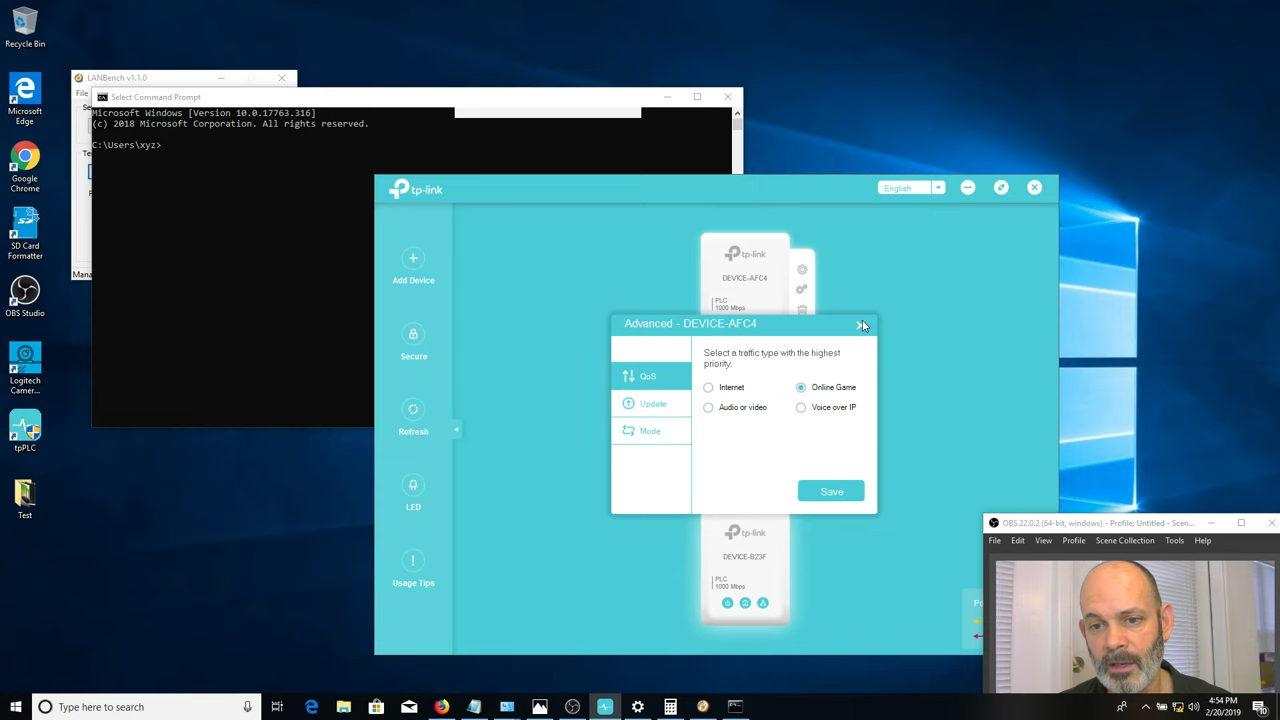 Recycle Bin
Microsoft
Edge
Google
Chrome
SD Card
Formatter
OBS Studio
Logitech
Camer...
tpPLC
Test
LANBench v1.1.0
File
Select Command Prompt
Microsoft Windows [Version 10.0.17763.316]
(c) 2018 Microsoft Corporation. All rights reserved.
C:\Users\xyz>
tp-link
English
Add Device
Secure
Refresh
LED
Usage Tips
tp-link
DEVICE-AFC4
PLC
1000 Mbps
Advanced - DEVICE-AFC4
QoS
Update
Mode
Select a traffic type with the highest
priority.
Internet
Online Game
Audio or video
Voice over IP
Save
tp-link
DEVICE-B23F
PLC
1000 Mbps
OBS 22.0.2 (64-bit, windows) - Profile: Untitled - Scen...
File Edit View Profile Scene Collection Tools Help
Type here to search
4:54 PM
2/20/2019
10